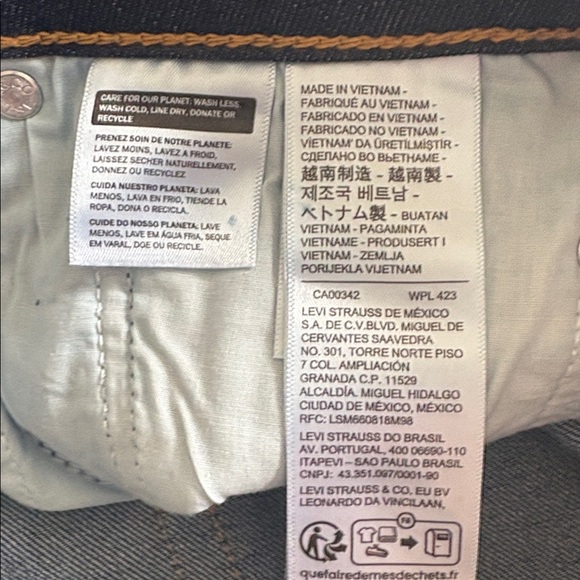 CARE FOR OUR PLANET: WASH LESS,
WASH COLD, LINE DRY, DONATE OR
RECYCLE
PRENEZ SOIN DE NOTRE PLANETE:
LAVEZ MOINS, LAVEZ A FROID,
LAISSEZ SECHER NATURELLEMENT,
DONNEZ OU RECYCLEZ
CUIDA NUESTRO PLANETA: LAVA
MENOS, LAVA EN FRIO, TIENDE LA
ROPA, DONA O RECICLA.
CUIDE DO NOSSO PLANETA: LAVE
MENOS, LAVE EM ÁGUA FRIA, SEQUE
EM VARAL, DOE OU RECICLE.
MADE IN VIETNAM -
FABRIQUÉ AU VIETNAM -
FABRICADO EN VIETNAM -
FABRICADO NO VIETNAM -
VIETNAM' DA ÜRETİLMİŞTİR -
СДЕЛАНО ВО ВЬЕТНАМЕ -
越南制造 - 越南製 -
제조국 베트남 -
ベトナム製 - BUATAN
VIETNAM - PAGAMINTA
VIETNAME - PRODUSERT I
VIETNAM - ZEMLJA
PORIJEKLA VIJETNAM
CA00342 WPL 423
LEVI STRAUSS DE MÉXICO
S.A. DE C.V.BLVD. MIGUEL DE
CERVANTES SAAVEDRA
NO. 301, TORRE NORTE PISO
7 COL. AMPLIACIÓN
GRANADA C.P. 11529
ALCALDÍA. MIGUEL HIDALGO
CIUDAD DE MÉXICO, MÉXICO
RFC: LSM660818M98
LEVI STRAUSS DO BRASIL
AV. PORTUGAL, 400 06690-110
ITAPEVI – SAO PAULO BRASIL
CNPJ: 43.351.097/0001-90
LEVI STRAUSS & CO. EU BV
LEONARDO DA VINCILAAN,
FR
quefairedemesdechets.fr